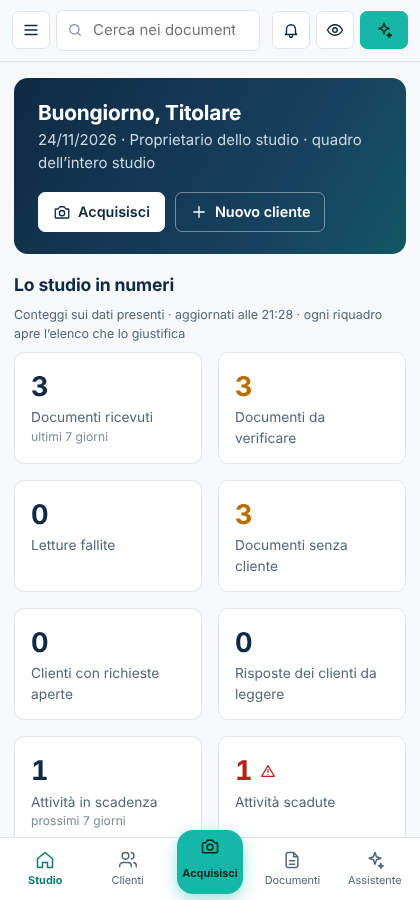 Cerca nei document
Buongiorno, Titolare
24/11/2026 · Proprietario dello studio · quadro
dell'intero studio
Acquisisci
Nuovo cliente
Lo studio in numeri
Conteggi sui dati presenti · aggiornati alle 21:28 · ogni riquadro
apre l'elenco che lo giustifica
3
Documenti ricevuti
ultimi 7 giorni
3
Documenti da
verificare
0
Letture fallite
3
Documenti senza
cliente
0
Clienti con richieste
aperte
0
Risposte dei clienti da
leggere
1
Attività in scadenza
prossimi 7 giorni
1
Attività scadute
Studio
Clienti
Acquisisci
Documenti
Assistente